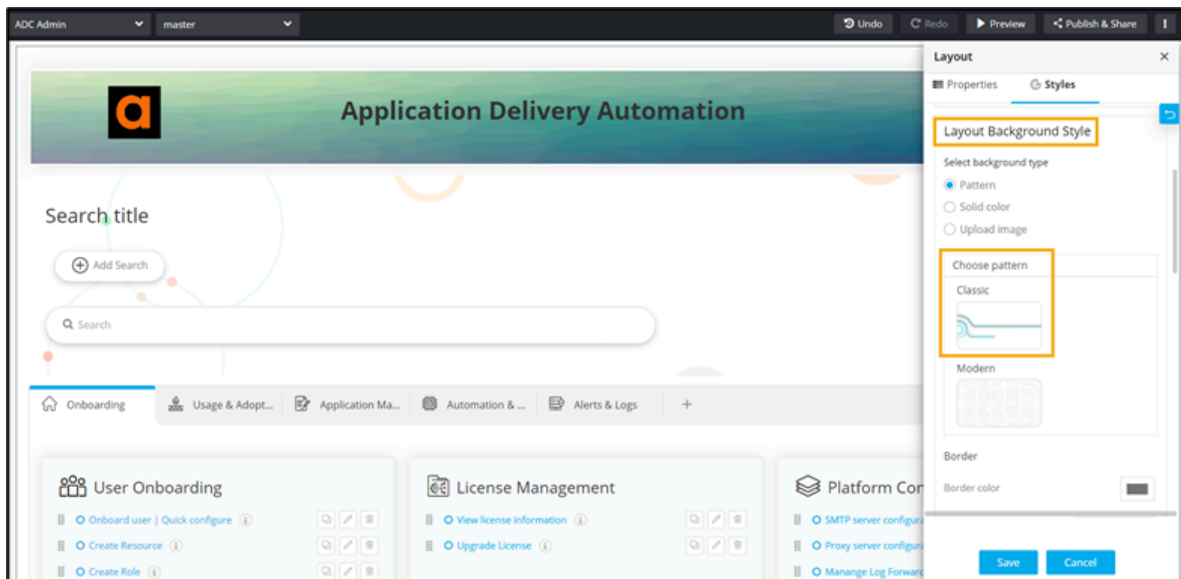 ADC Admin
master
Undo
Redo
Preview
Publish & Share
a
Application Delivery Automation
Search title
Add Search
Search
Onboarding
Usage & Adopt...
Application Ma...
Automation & ...
Alerts & Logs
+
User Onboarding
Onboard user | Quick configure
Create Resource
Create Role
License Management
View license information
Upgrade License
Platform Con
SMTP server configura
Proxy server configura
Manange Log Forward
Layout
Properties
Styles
Layout Background Style
Select background type
Pattern
Solid color
Upload image
Choose pattern
Classic
Modern
Border
Border color
Save
Cancel